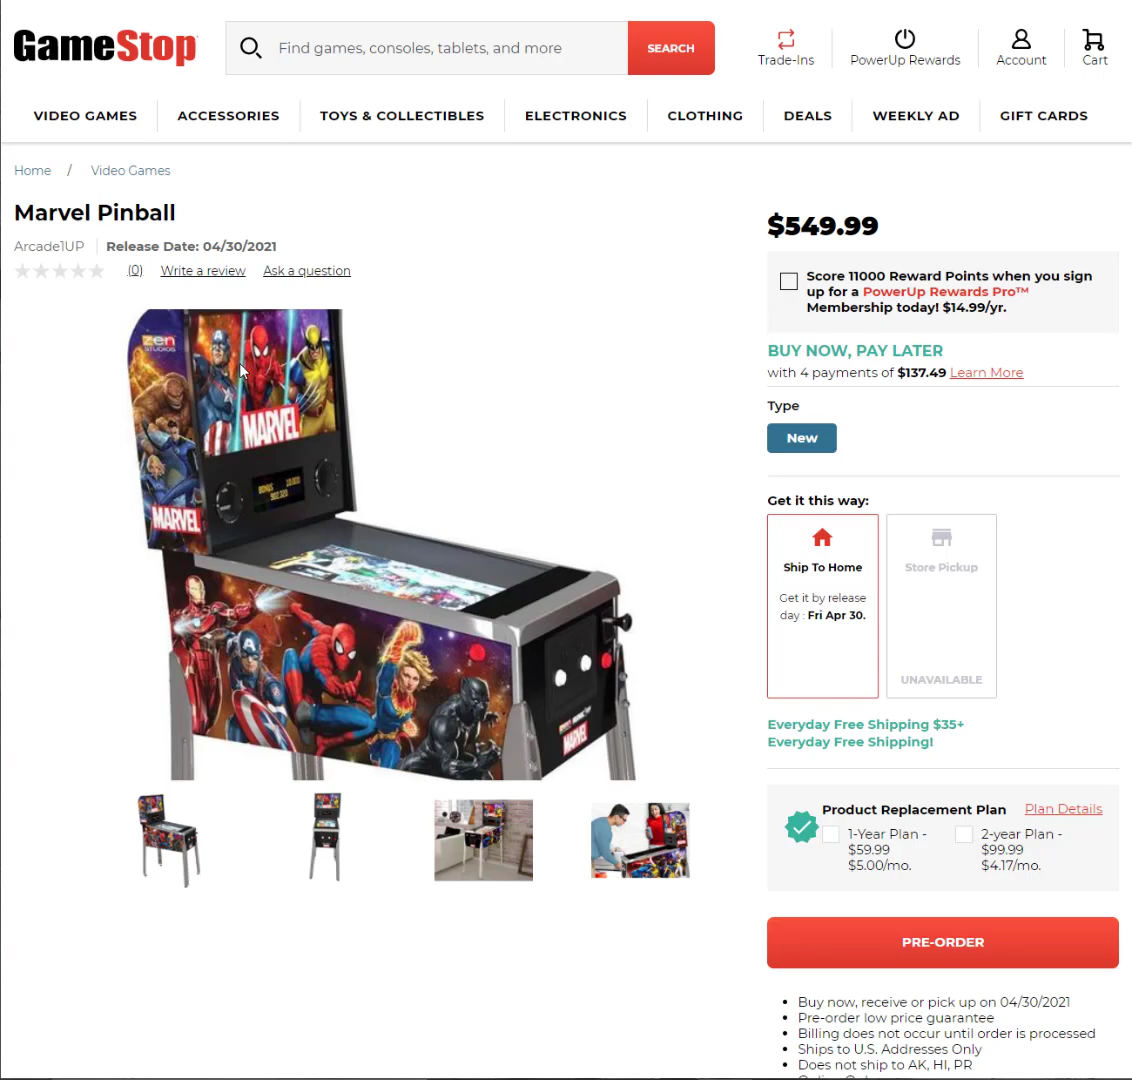 GameStop
Find games, consoles, tablets, and more
SEARCH
Trade-Ins
PowerUp Rewards
Account
Cart
VIDEO GAMES
ACCESSORIES
TOYS & COLLECTIBLES
ELECTRONICS
CLOTHING
DEALS
WEEKLY AD
GIFT CARDS
Home / Video Games
Marvel Pinball
Arcade1UP Release Date: 04/30/2021
(0) Write a review Ask a question
zen
STUDIOS
MARVEL
MARVEL
BONUS 10,000
MARVEL
$549.99
Score 11000 Reward Points when you sign
up for a PowerUp Rewards Pro™
Membership today! $14.99/yr.
BUY NOW, PAY LATER
with 4 payments of $137.49 Learn More
Type
New
Get it this way:
Ship To Home
Get it by release
day : Fri Apr 30.
Store Pickup
UNAVAILABLE
Everyday Free Shipping $35+
Everyday Free Shipping!
Product Replacement Plan Plan Details
1-Year Plan -
$59.99
$5.00/mo.
2-year Plan -
$99.99
$4.17/mo.
PRE-ORDER
Buy now, receive or pick up on 04/30/2021
Pre-order low price guarantee
Billing does not occur until order is processed
Ships to U.S. Addresses Only
Does not ship to AK, HI, PR